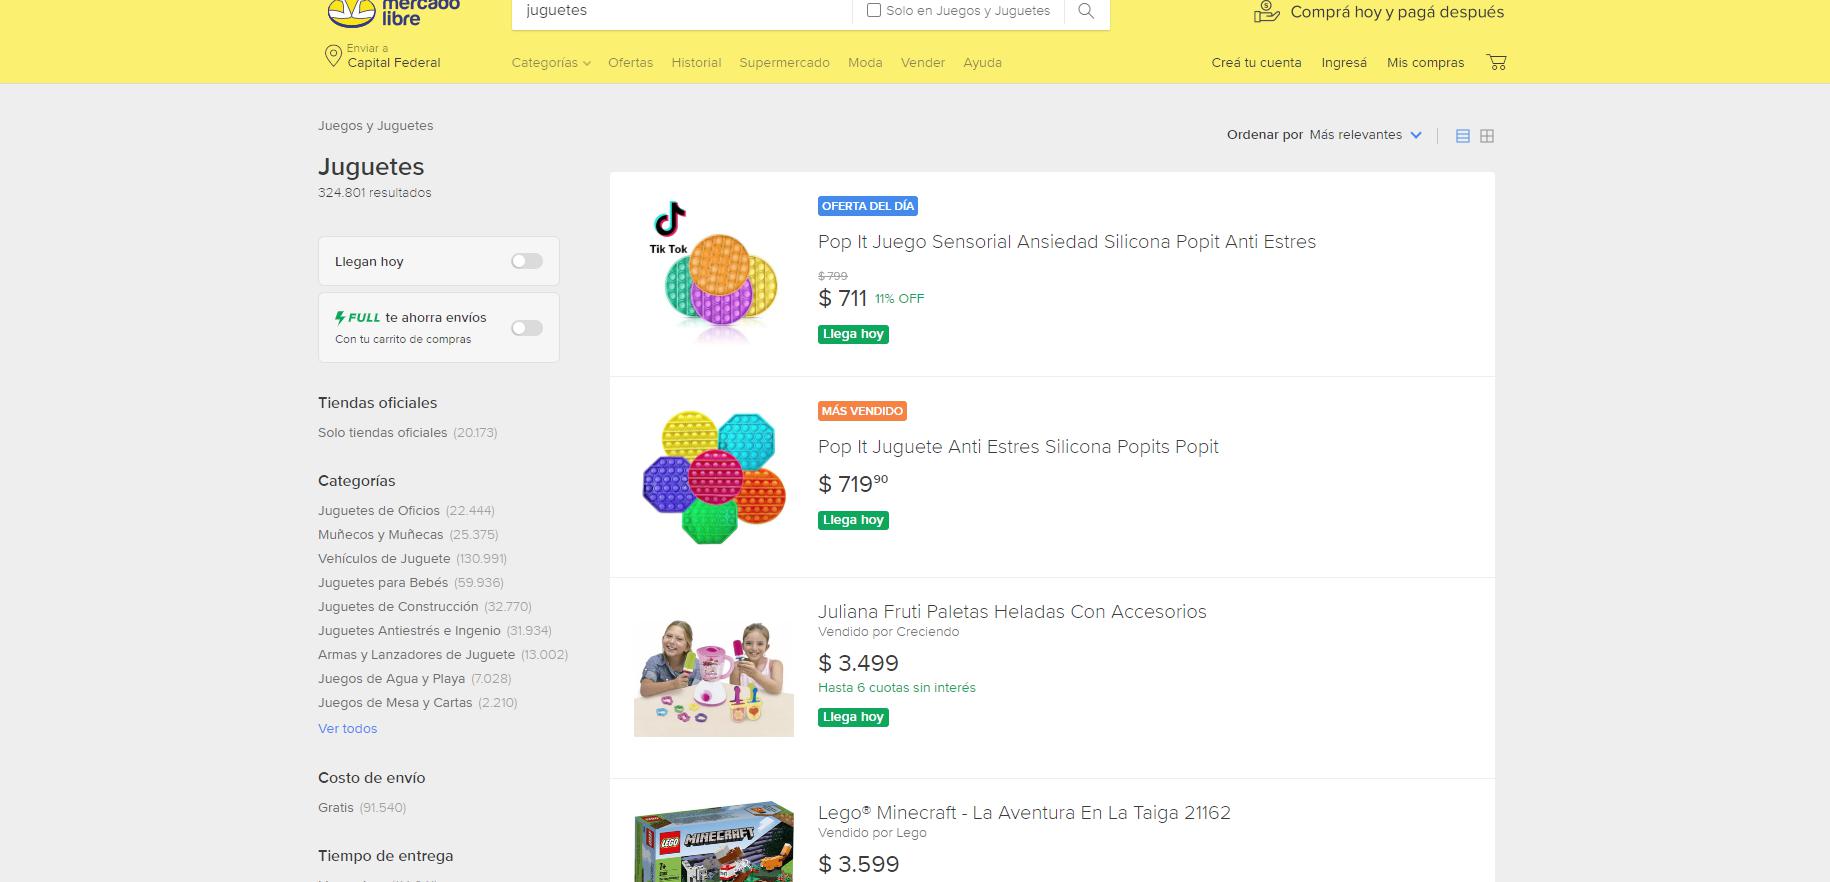 mercado
libre
juguetes
Solo en Juegos y Juguetes
Comprá hoy y pagá después
Enviar a
Capital Federal
Categorías
Ofertas
Historial
Supermercado
Moda
Vender
Ayuda
Creá tu cuenta
Ingresá
Mis compras
Juegos y Juguetes
Juguetes
324.801 resultados
Ordenar por Más relevantes
Llegan hoy
FULL te ahorra envíos
Con tu carrito de compras
Tiendas oficiales
Solo tiendas oficiales (20.173)
Categorías
Juguetes de Oficios (22.444)
Muñecos y Muñecas (25.375)
Vehículos de Juguete (130.991)
Juguetes para Bebés (59.936)
Juguetes de Construcción (32.770)
Juguetes Antiestrés e Ingenio (31.934)
Armas y Lanzadores de Juguete (13.002)
Juegos de Agua y Playa (7.028)
Juegos de Mesa y Cartas (2.210)
Ver todos
Costo de envío
Gratis (91.540)
Tiempo de entrega
Tik Tok
OFERTA DEL DÍA
Pop It Juego Sensorial Ansiedad Silicona Popit Anti Estres
$ 799
$ 711 11% OFF
Llega hoy
MÁS VENDIDO
Pop It Juguete Anti Estres Silicona Popits Popit
$ 719 90
Llega hoy
Juliana Fruti Paletas Heladas Con Accesorios
Vendido por Creciendo
$ 3.499
Hasta 6 cuotas sin interés
Llega hoy
LEGO MINECRAFT
7+
Lego® Minecraft - La Aventura En La Taiga 21162
Vendido por Lego
$ 3.599